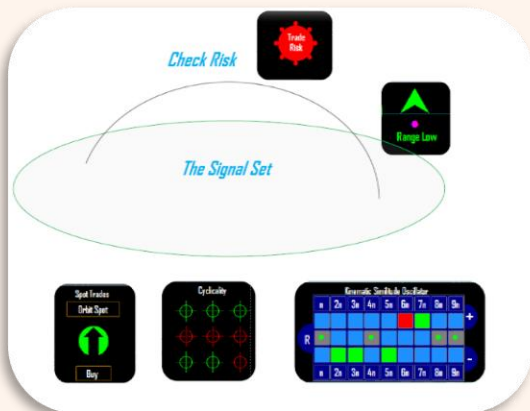 Trade
Risk
Check Risk
Range Low
The Signal Set
Spot Trades
Orbit Spot
Buy
Cyclicality
Kinematic Similitude Oscillator
n 2n 3n 4n 5n 6n 7n 8n 9n
+
R
-
n 2n 3n 4n 5n 6n 7n 8n 9n